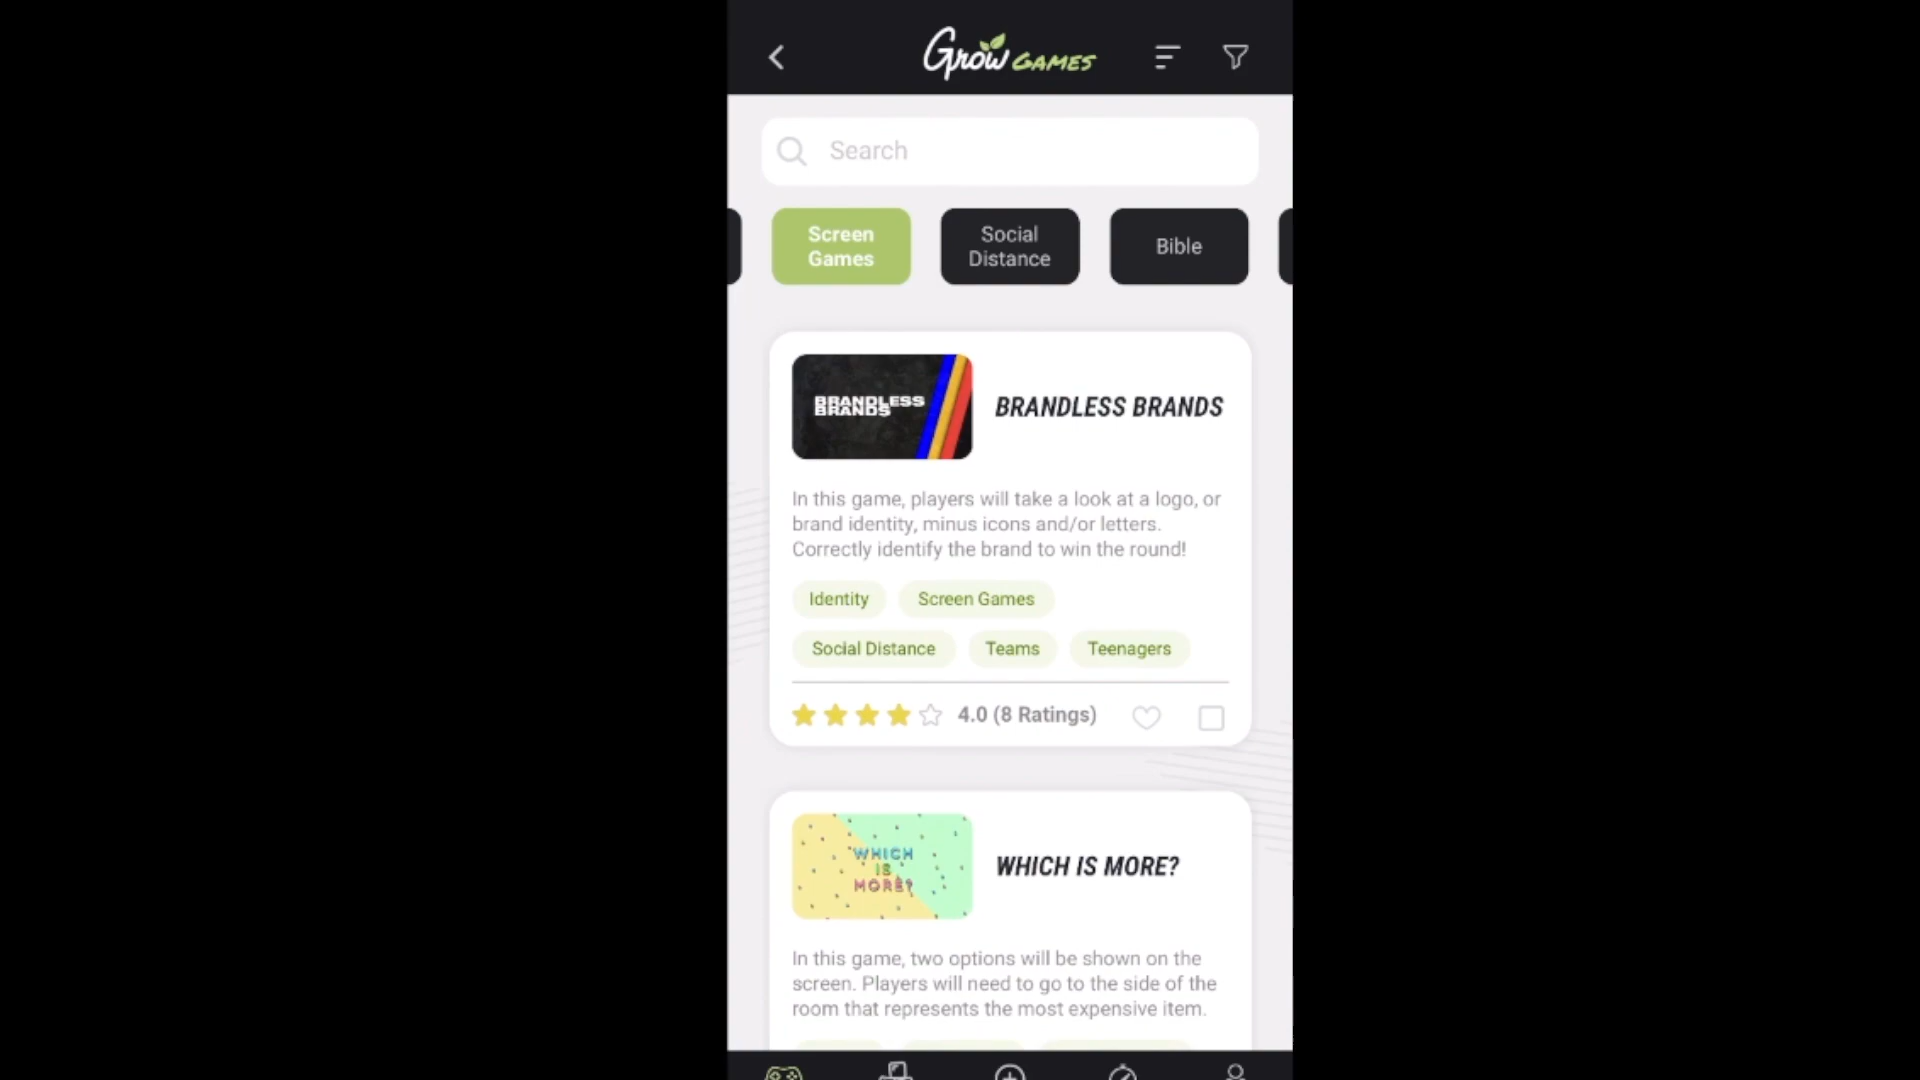 Grow GAMES
Search
Screen
Games
Social
Distance
Bible
BRANDLESS
BRANDS
BRANDLESS BRANDS
In this game, players will take a look at a logo, or
brand identity, minus icons and/or letters.
Correctly identify the brand to win the round!
Identity
Screen Games
Social Distance
Teams
Teenagers
4.0 (8 Ratings)
WHICH
IS
MORE?
WHICH IS MORE?
In this game, two options will be shown on the
screen. Players will need to go to the side of the
room that represents the most expensive item.